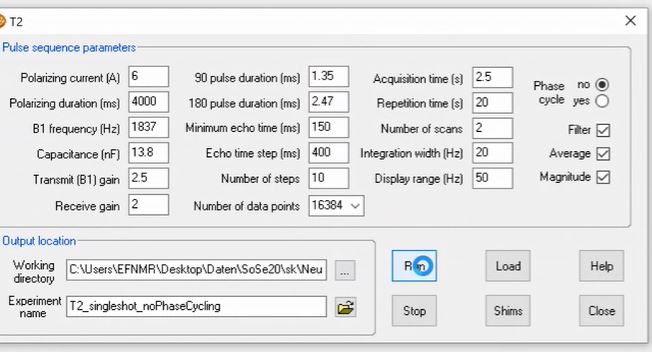 T2
Pulse sequence parameters
Polarizing current (A) 6 90 pulse duration (ms) 1.35 Acquisition time (s) 2.5 Phase cycle no yes
Polarizing duration (ms) 4000 180 pulse duration (ms) 2.47 Repetition time (s) 20
B1 frequency (Hz) 1837 Minimum echo time (ms) 150 Number of scans 2 Filter
Capacitance (nF) 13.8 Echo time step (ms) 400 Integration width (Hz) 20 Average
Transmit (B1) gain 2.5 Number of steps 10 Display range (Hz) 50 Magnitude
Receive gain 2 Number of data points 16384
Output location
Working directory C:\Users\EFNMR\Desktop\Daten\SoSe20\sk\Neu ... Run Load Help
Experiment name T2_singleshot_noPhaseCycling Stop Shims Close